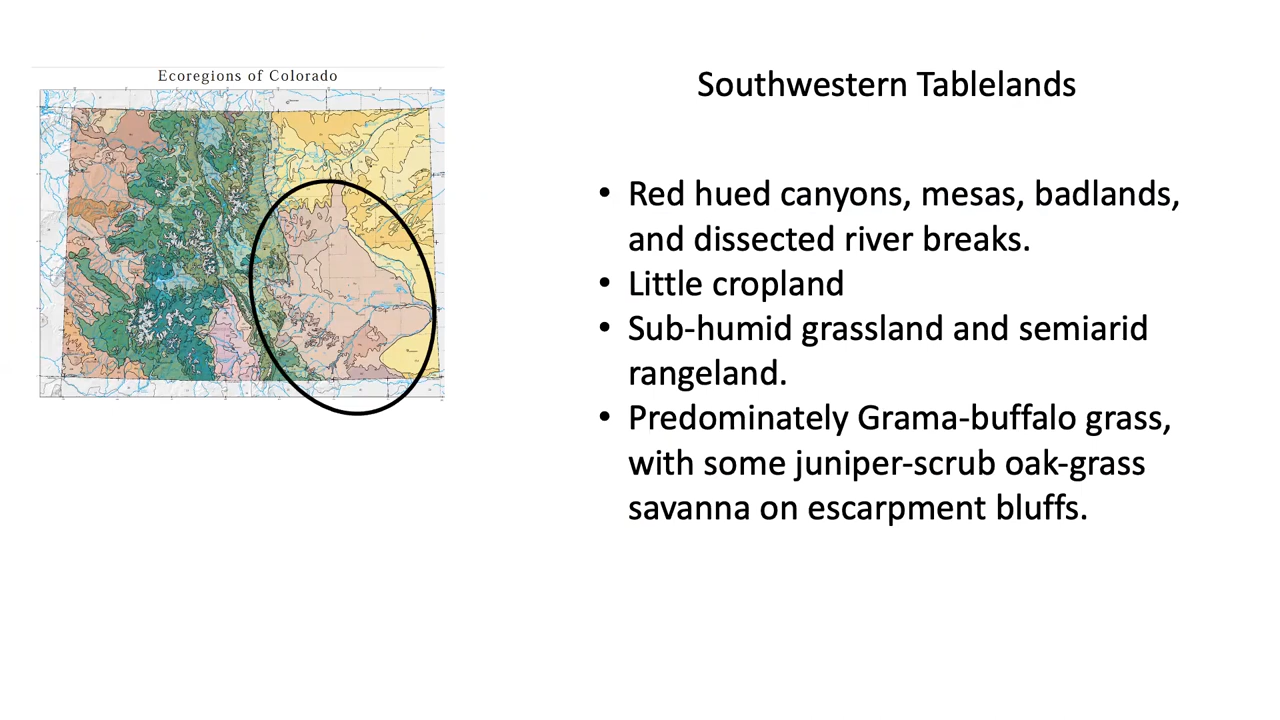 Ecoregions of Colorado
Southwestern Tablelands
• Red hued canyons, mesas, badlands,
and dissected river breaks.
• Little cropland
• Sub-humid grassland and semiarid
rangeland.
• Predominately Grama-buffalo grass,
with some juniper-scrub oak-grass
savanna on escarpment bluffs.